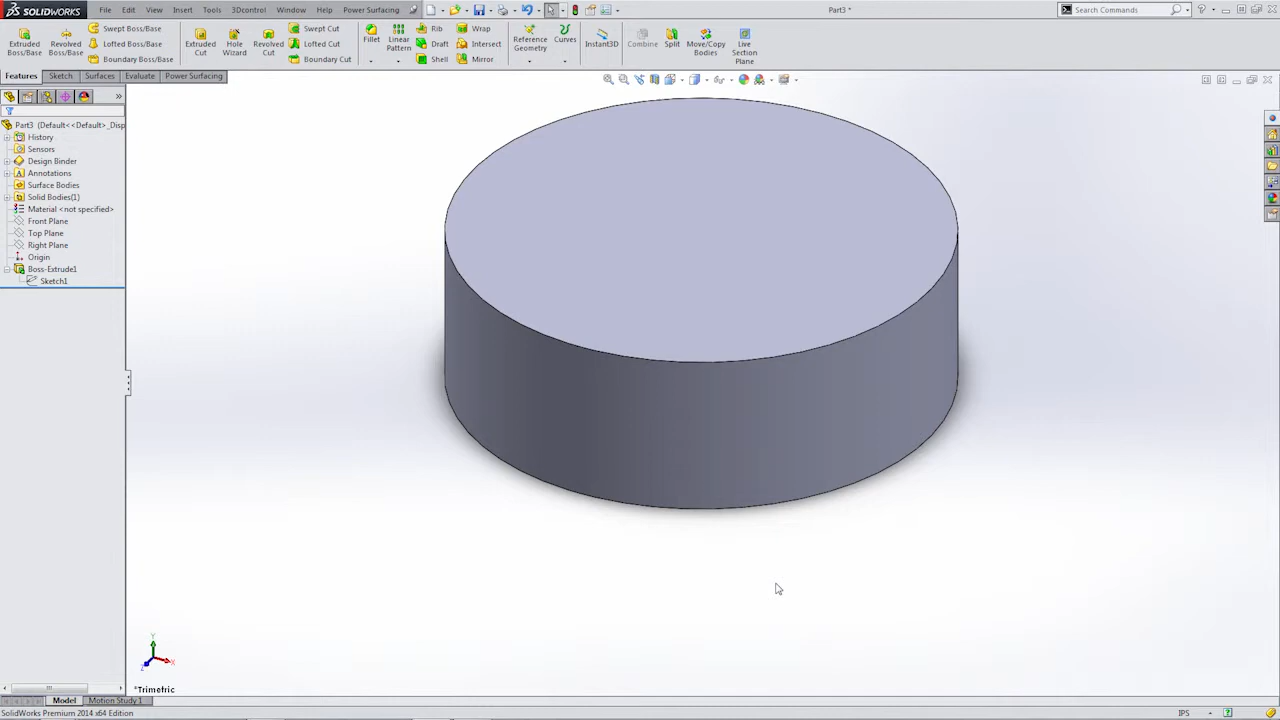 SOLIDWORKS File Edit View Insert Tools 3Dcontrol Window Help Power Surfacing Part3 * Search Commands
Extruded Boss/Base
Revolved Boss/Base
Swept Boss/Base
Lofted Boss/Base
Boundary Boss/Base
Extruded Cut
Hole Wizard
Revolved Cut
Swept Cut
Lofted Cut
Boundary Cut
Fillet
Linear Pattern
Rib
Draft
Shell
Wrap
Intersect
Mirror
Reference Geometry
Curves
Instant3D
Combine
Split
Move/Copy Bodies
Live Section Plane
Features Sketch Surfaces Evaluate Power Surfacing
Part3 (Default<<Default>_Disp
History
Sensors
Design Binder
Annotations
Surface Bodies
Solid Bodies(1)
Material <not specified>
Front Plane
Top Plane
Right Plane
Origin
Boss-Extrude1
Sketch1
Y
X
Z
*Trimetric
Model Motion Study 1
SolidWorks Premium 2014 x64 Edition IPS